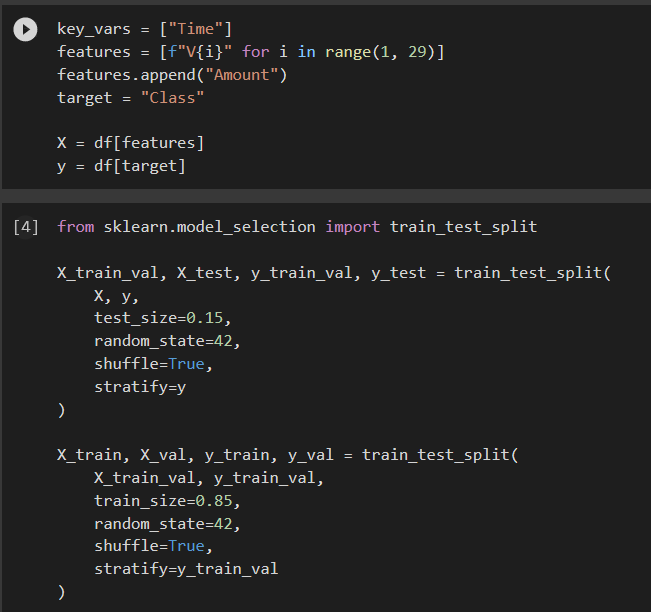 key_vars = ["Time"]
features = [f"V{i}" for i in range(1, 29)]
features.append("Amount")
target = "Class"
X = df[features]
y = df[target]
[4] from sklearn.model_selection import train_test_split
X_train_val, X_test, y_train_val, y_test = train_test_split(
    X, y,
    test_size=0.15,
    random_state=42,
    shuffle=True,
    stratify=y
)
X_train, X_val, y_train, y_val = train_test_split(
    X_train_val, y_train_val,
    train_size=0.85,
    random_state=42,
    shuffle=True,
    stratify=y_train_val
)